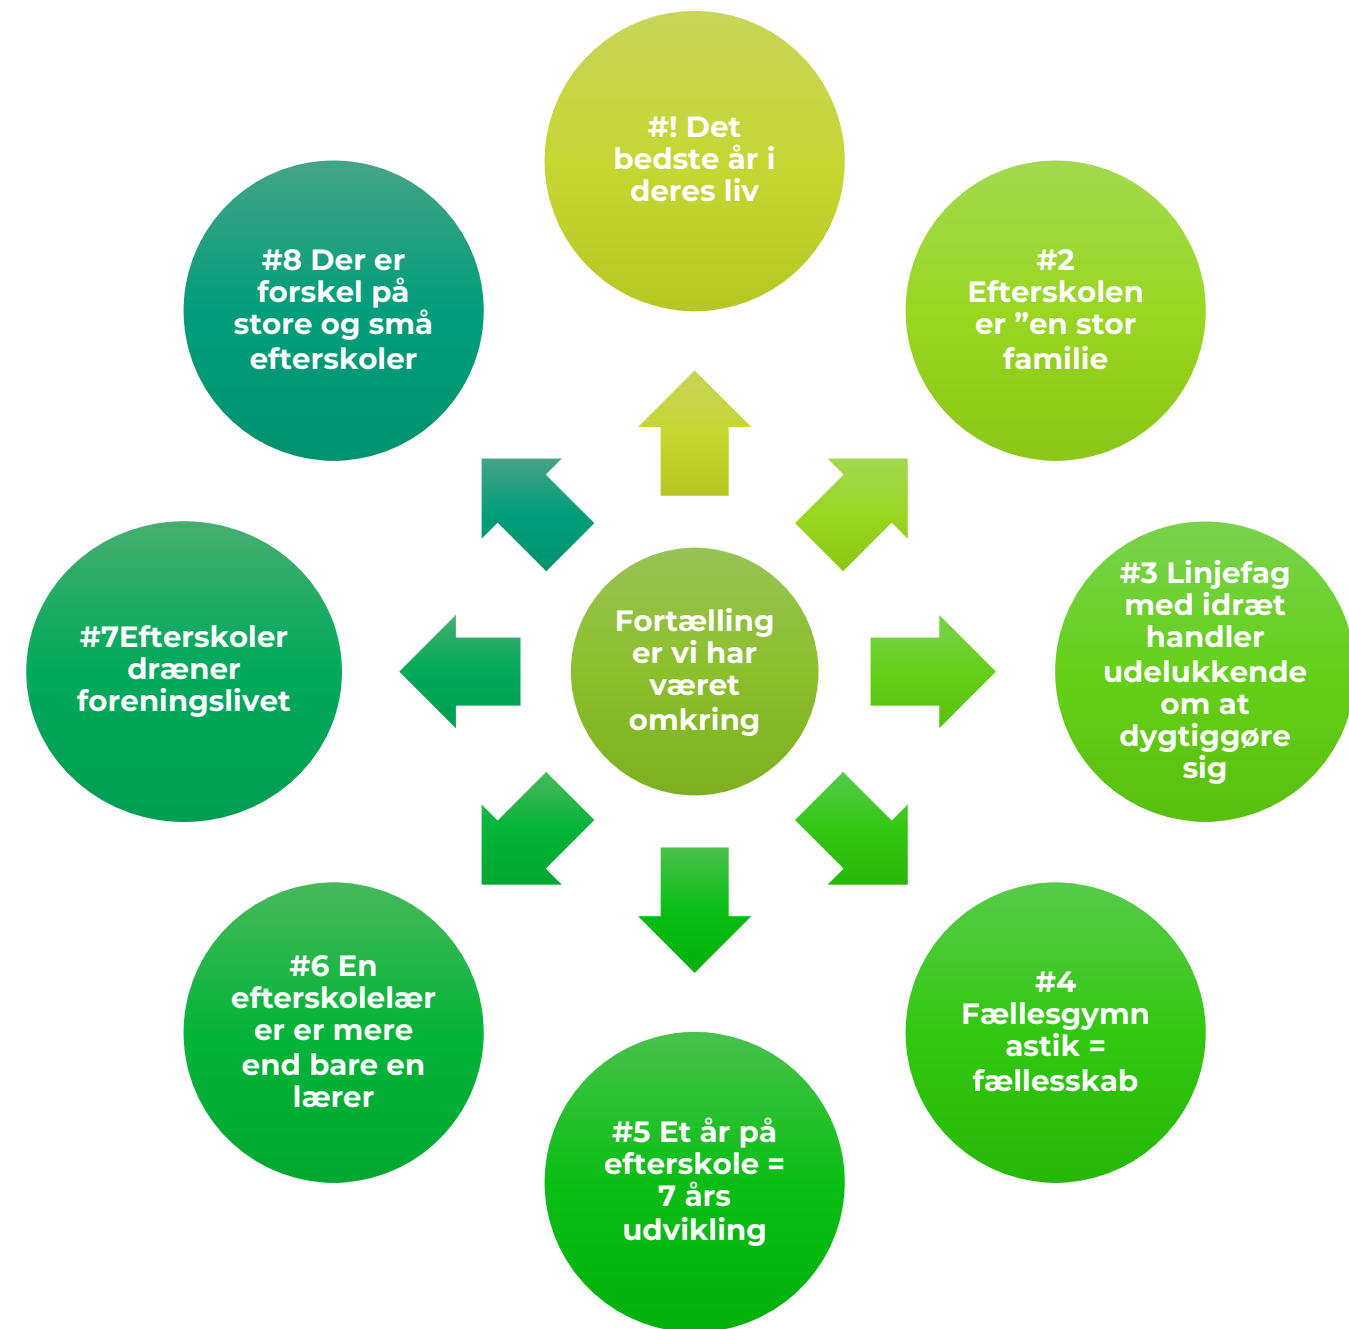 #! Det
bedste år i
deres liv
#2
Efterskolen
er ”en stor
familie
#3 Linjefag
med idræt
handler
udelukkende
om at
dygtiggøre
sig
#4
Fællesgymn
astik =
fællesskab
#5 Et år på
efterskole =
7 års
udvikling
#6 En
efterskolelær
er er mere
end bare en
lærer
#7Efterskoler
dræner
foreningslivet
#8 Der er
forskel på
store og små
efterskoler
Fortælling
er vi har
været
omkring